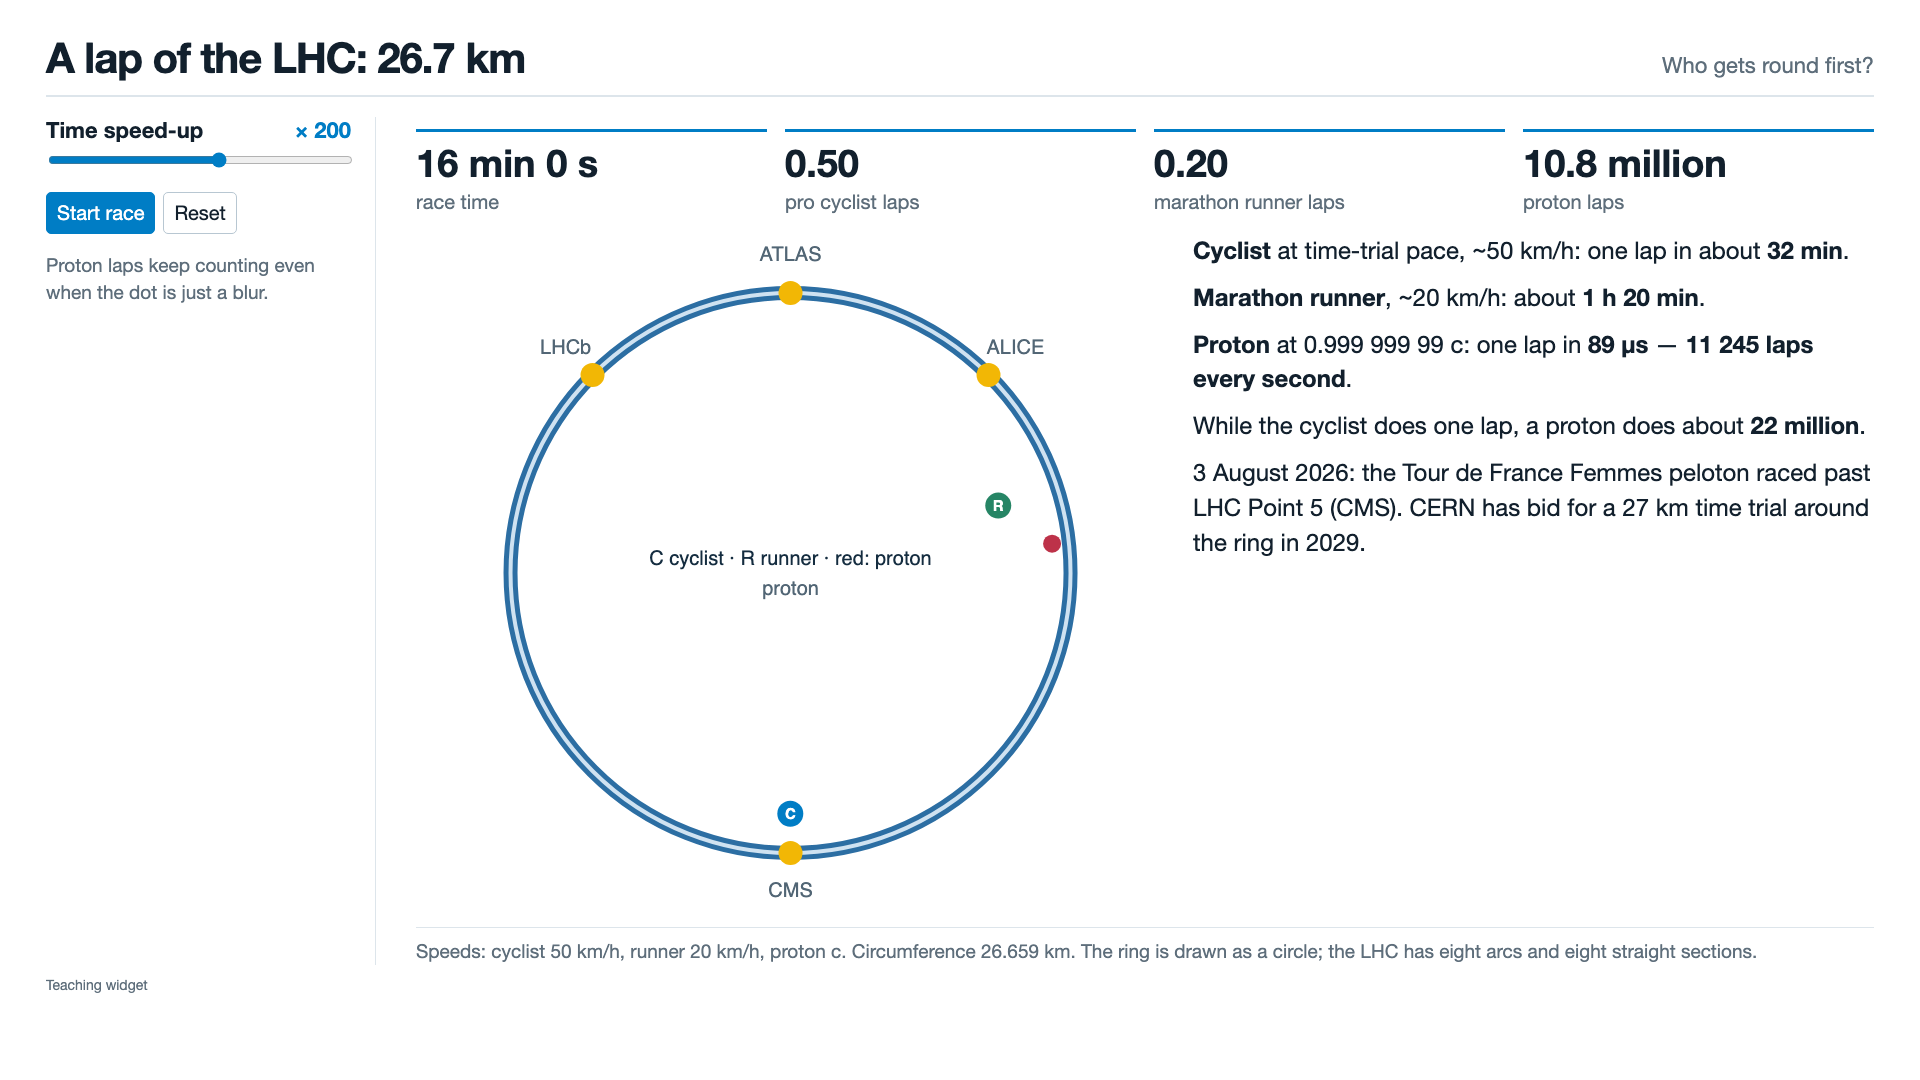 A lap of the LHC: 26.7 km
Who gets round first?
Time speed-up
× 200
Start race
Reset
Proton laps keep counting even
when the dot is just a blur.
16 min 0 s
race time
0.50
pro cyclist laps
0.20
marathon runner laps
10.8 million
proton laps
ATLAS
LHCb
ALICE
R
C cyclist · R runner · red: proton
proton
C
CMS
Cyclist at time-trial pace, ~50 km/h: one lap in about 32 min.
Marathon runner, ~20 km/h: about 1 h 20 min.
Proton at 0.999 999 99 c: one lap in 89 µs — 11 245 laps
every second.
While the cyclist does one lap, a proton does about 22 million.
3 August 2026: the Tour de France Femmes peloton raced past
LHC Point 5 (CMS). CERN has bid for a 27 km time trial around
the ring in 2029.
Speeds: cyclist 50 km/h, runner 20 km/h, proton c. Circumference 26.659 km. The ring is drawn as a circle; the LHC has eight arcs and eight straight sections.
Teaching widget